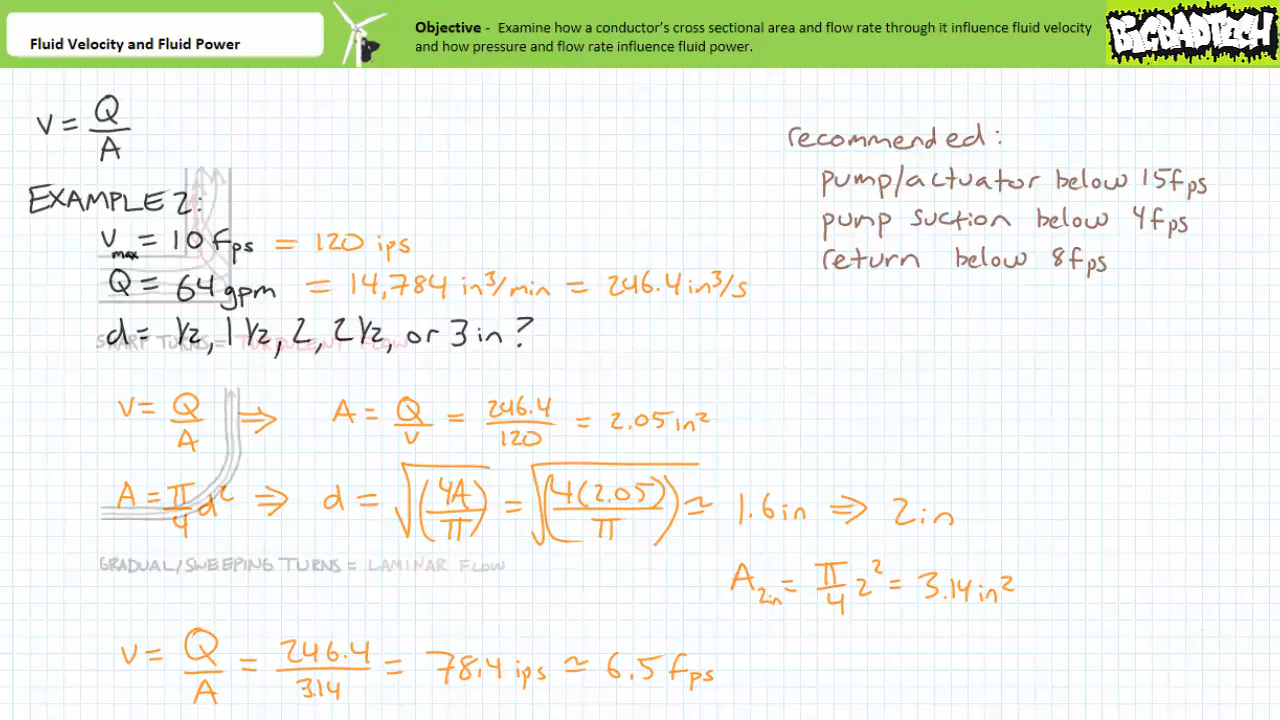 Fluid Velocity and Fluid Power
Objective - Examine how a conductor's cross sectional area and flow rate through it influence fluid velocity
and how pressure and flow rate influence fluid power.
BIGBADTECH
v = Q/A
recommended:
pump/actuator below 15fps
pump suction below 4fps
return below 8fps
EXAMPLE 2:
Vmax = 10 fps = 120 ips
Q = 64 gpm = 14,784 in³/min = 246.4 in³/s
d = 1/2, 1 1/2, 2, 2 1/2, or 3 in?
SMART TURNS = TURBULENT FLOW
v = Q/A ⇒ A = Q/v = 246.4/120 = 2.05 in²
A = π/4 d² ⇒ d = √(4A/π) = √(4(2.05)/π) ≃ 1.6in ⇒ 2in
GRADUAL/SWEEPING TURNS = LAMINAR FLOW
A2in = π/4 2² = 3.14 in²
v = Q/A = 246.4/3.14 = 78.4 ips ≃ 6.5 fps